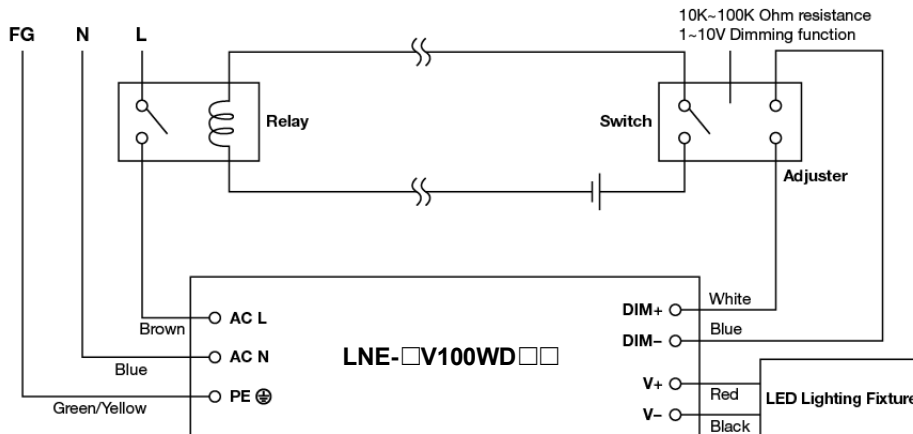 10K~100K Ohm resistance
1~10V Dimming function
FG N L
Relay
Switch
Adjuster
Brown
AC L
Blue
AC N
Green/Yellow
PE
LNE-□V100WD□□
DIM+
White
DIM–
Blue
V+
Red
V–
Black
LED Lighting Fixture